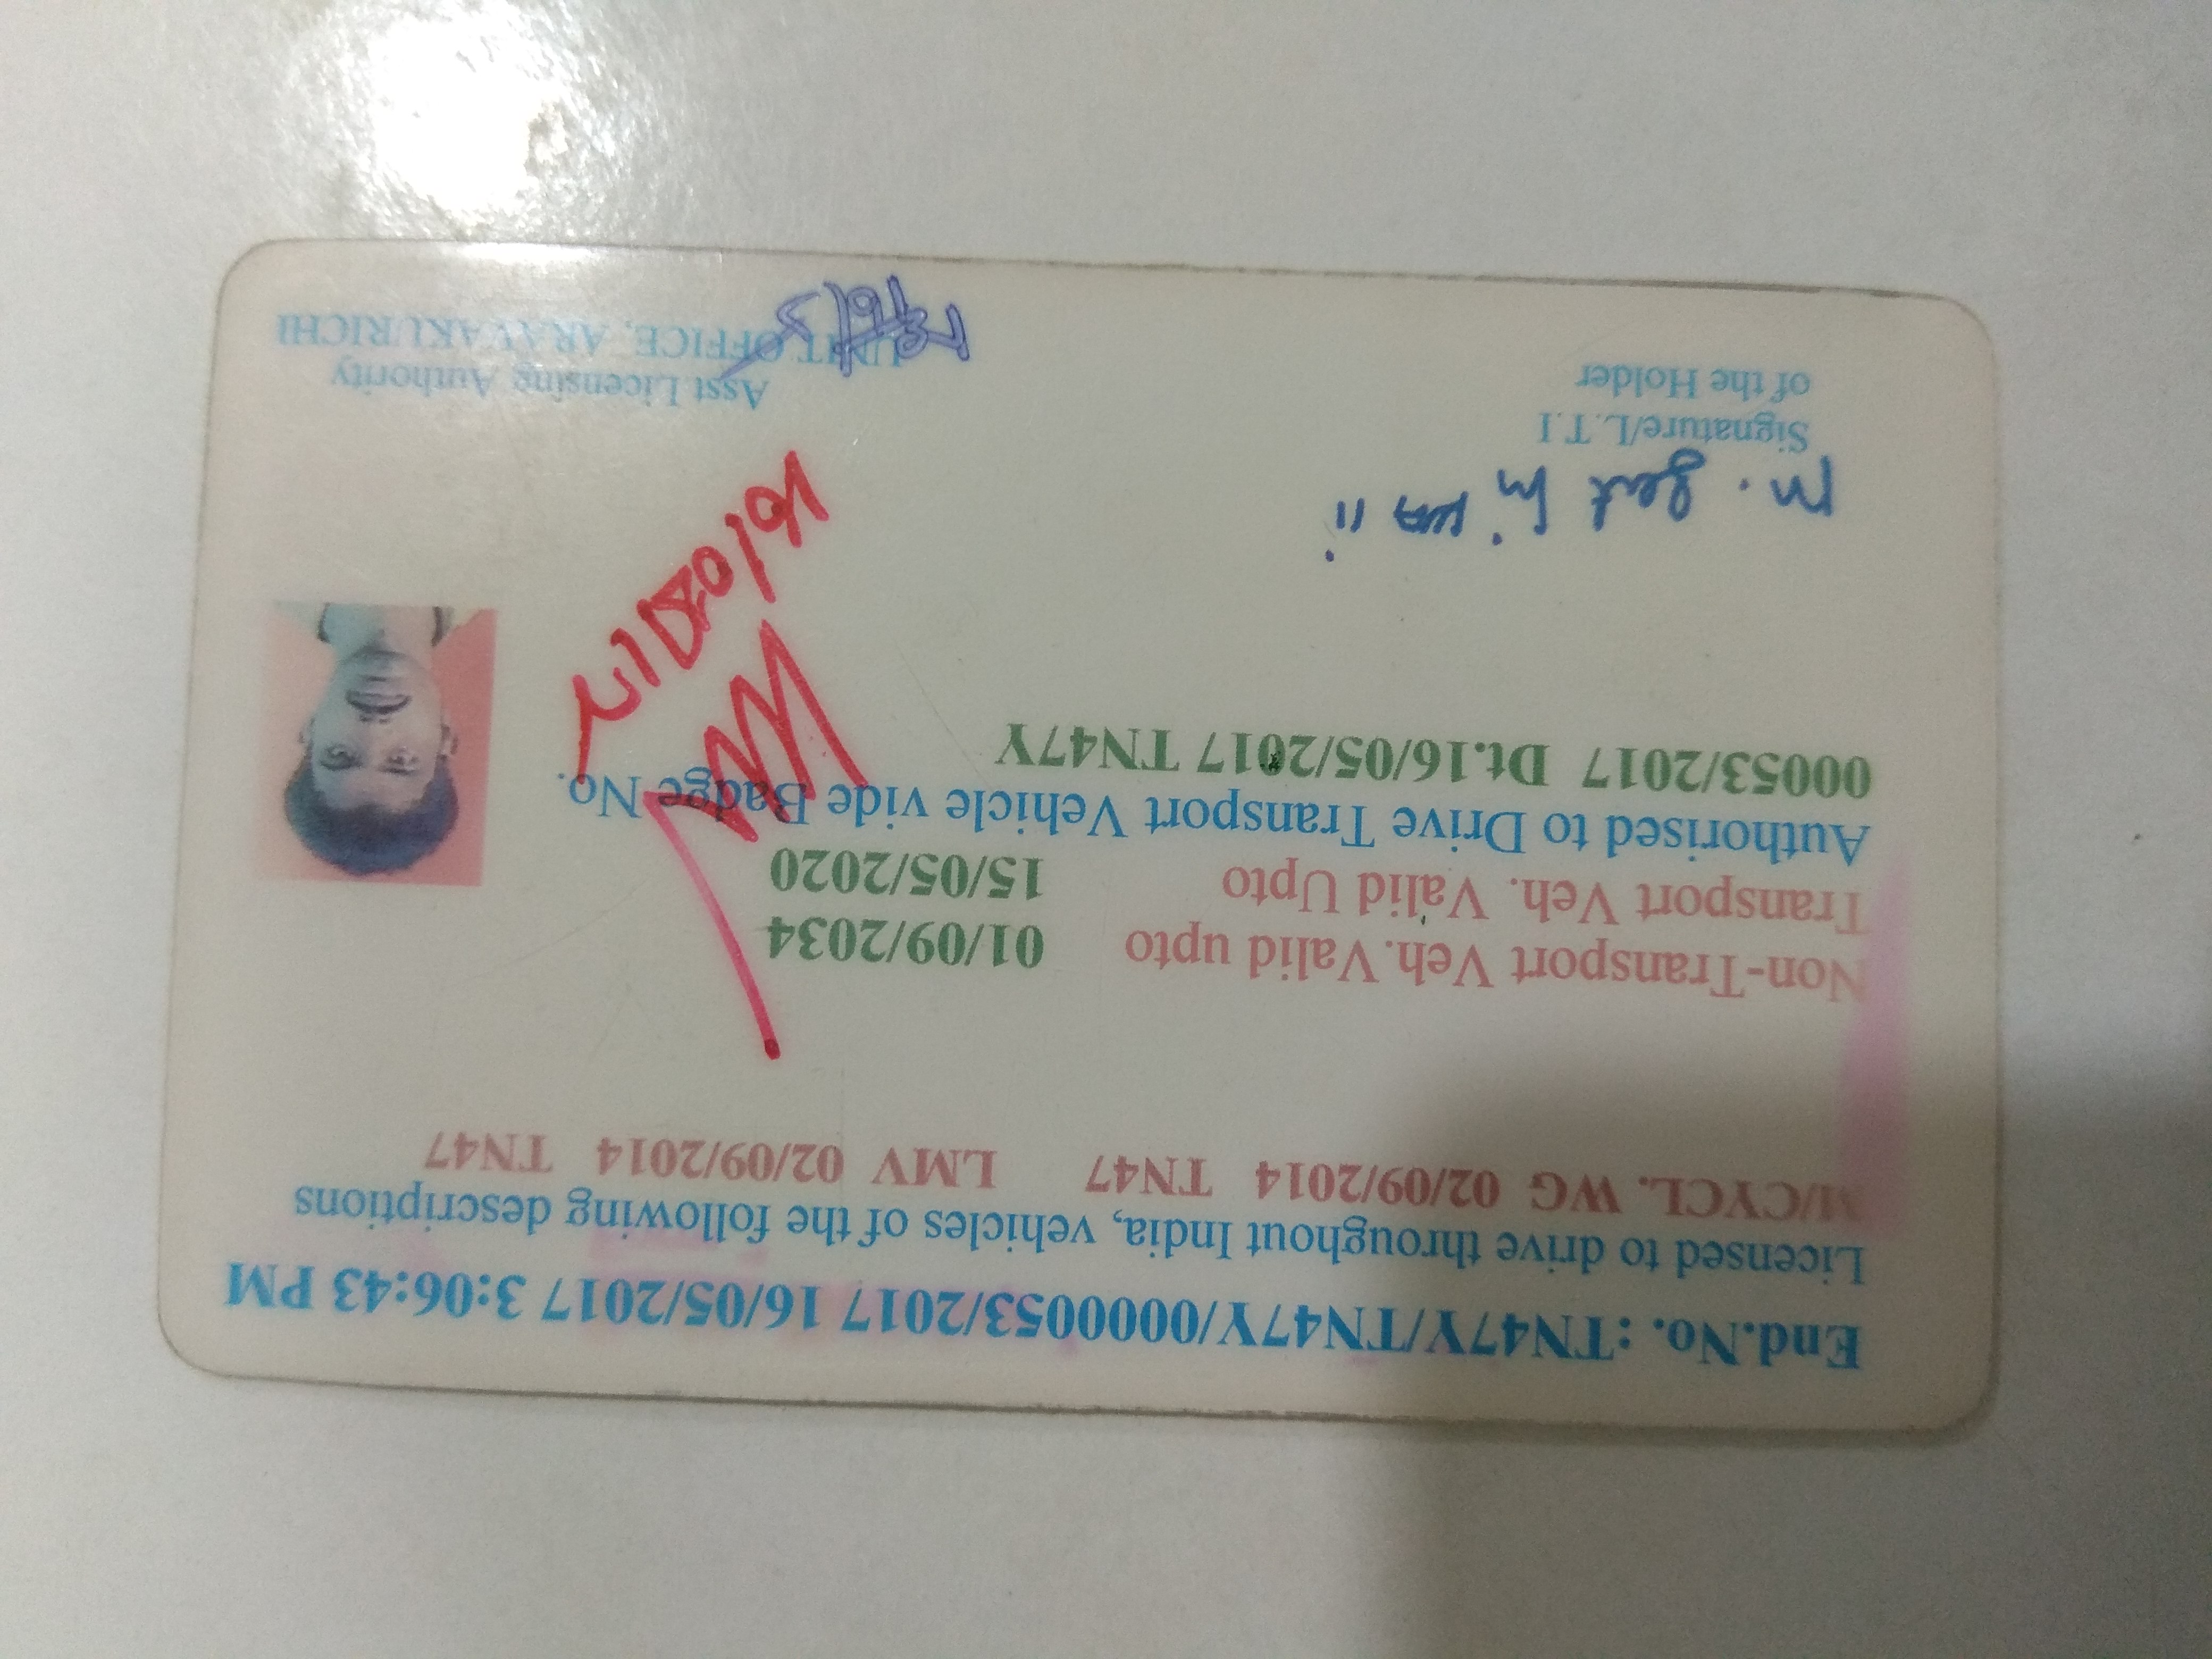 End.No. :TN47Y/TN47Y/0000053/2017 16/05/2017 3:06:43 PM
Licensed to drive throughout India, vehicles of the following descriptions
M/CYCL. WG 02/09/2014 TN47 LMV 02/09/2014 TN47
Non-Transport Veh.Valid upto 01/09/2034
Transport Veh. Valid Upto 15/05/2020
Authorised to Drive Transport Vehicle vide Badge No.
00053/2017 Dt.16/05/2017 TN47Y
Signature/L.T.I
of the Holder
Asst Licensing Authority
UNIT OFFICE, ARAVAKURICHI